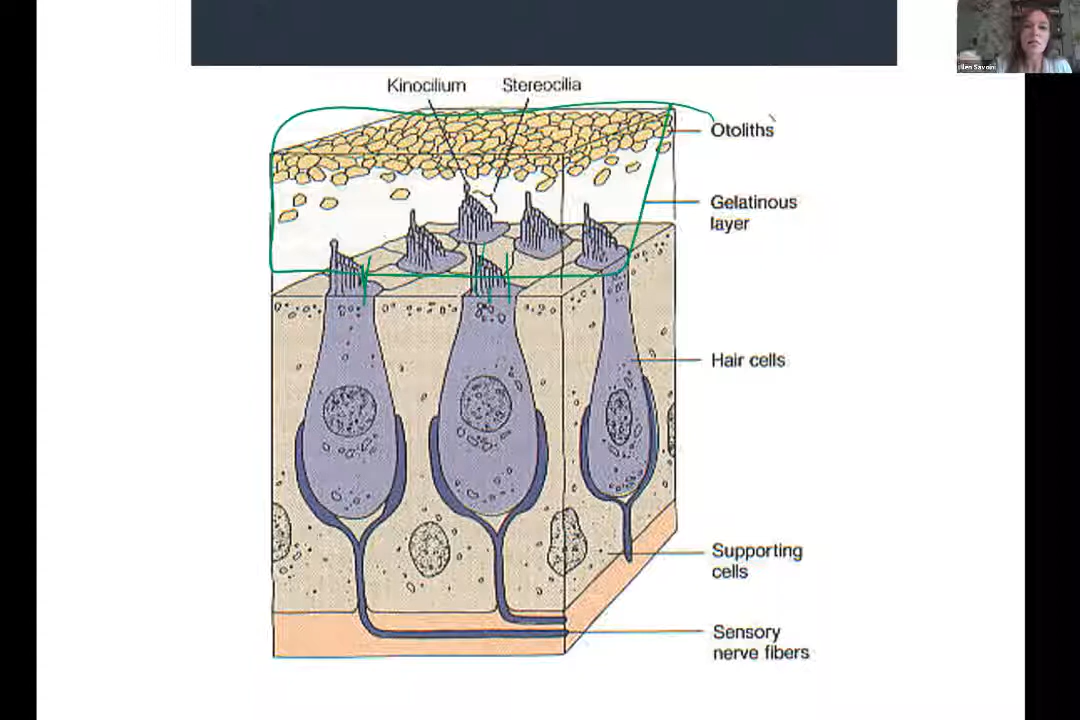 Kinocilium
Stereocilia
Otoliths
Gelatinous
layer
Hair cells
Supporting
cells
Sensory
nerve fibers